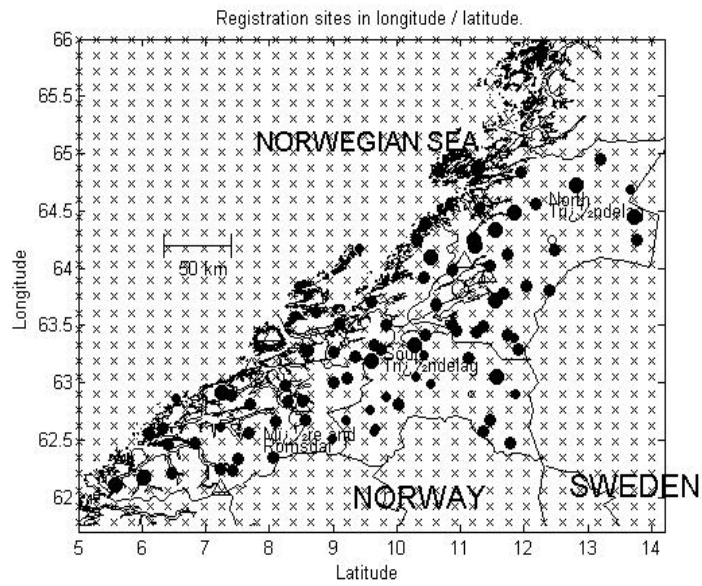 Registration sites in longitude / latitude.
66
65.5
NORWEGIAN SEA
65
64.5
North
64
50 km
63.5
South
63
62.5
and
Romsdal
62
NORWAY
SWEDEN
5 6 7 8 9 10 11 12 13 14
Latitude
Longitude